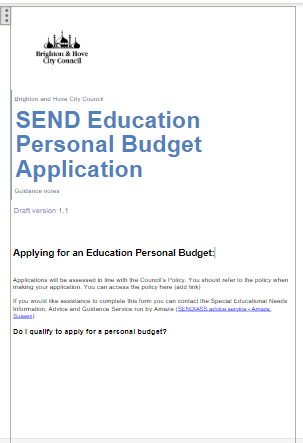 Brighton & Hove
City Council
Brighton and Hove City Council
SEND Education
Personal Budget
Application
Guidance notes
Draft version 1.1
Applying for an Education Personal Budget:
Applications will be assessed in line with the Council's Policy. You should refer to the policy when
making your application. You can access the policy here (add link)
If you would like assistance to complete this form you can contact the Special Educational Needs
Information, Advice and Guidance Service run by Amaze (SENDIASS advice service - Amaze
Sussex)
Do I qualify to apply for a personal budget?